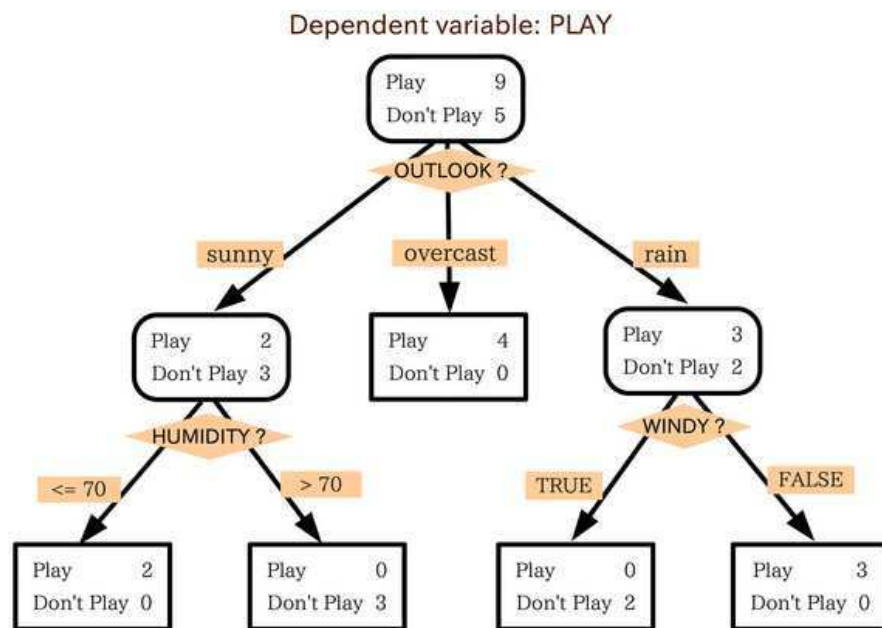 Dependent variable: PLAY
Play 9
Don't Play 5
OUTLOOK ?
sunny
overcast
rain
Play 2
Don't Play 3
Play 4
Don't Play 0
Play 3
Don't Play 2
HUMIDITY ?
WINDY ?
<= 70
> 70
TRUE
FALSE
Play 2
Don't Play 0
Play 0
Don't Play 3
Play 0
Don't Play 2
Play 3
Don't Play 0